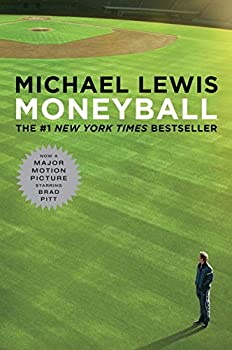 MICHAEL LEWIS
MONEYBALL
THE #1 NEW YORK TIMES BESTSELLER
NOW A
MAJOR
MOTION
PICTURE
STARRING
BRAD
PITT